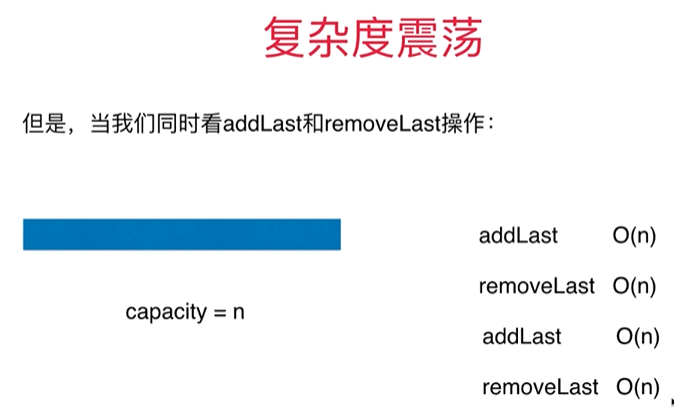 复杂度震荡
但是，当我们同时看addLast和removeLast操作：
addLast O(n)
removeLast O(n)
capacity = n
addLast O(n)
removeLast O(n)